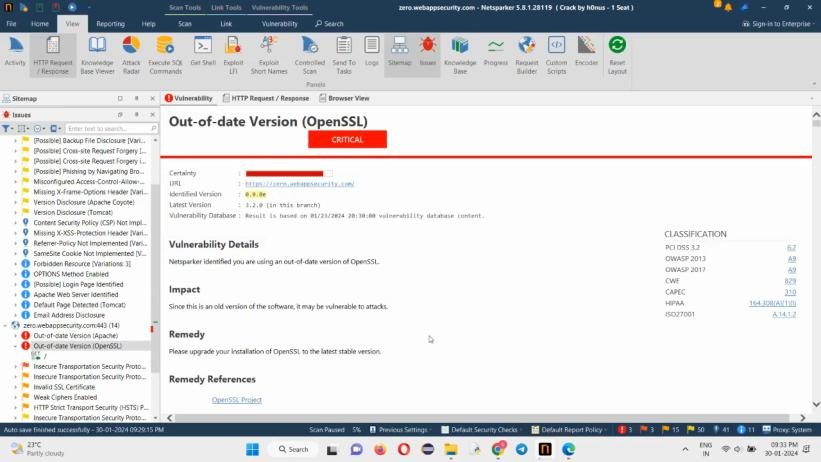 Scan Tools Link Tools Vulnerability Tools
zero.webappsecurity.com - Netsparker 5.8.1.28119 ( Crack by h0nus - 1 Seat )
File Home View Reporting Help Scan Link Vulnerability Search
Sign-in to Enterprise
Activity
HTTP Request / Response
Knowledge Base Viewer
Attack Radar
Execute SQL Commands
Get Shell
Exploit LFI
Exploit Short Names
Controlled Scan
Send To Tasks
Logs
Sitemap
Issues
Knowledge Base
Progress
Request Builder
Custom Scripts
Encoder
Reset Layout
Panels
Sitemap
Issues
Enter text to search...
[Possible] Backup File Disclosure [Vari...
[Possible] Cross-site Request Forgery [...
[Possible] Cross-site Request Forgery i...
[Possible] Phishing by Navigating Bro...
Misconfigured Access-Control-Allow-...
Missing X-Frame-Options Header [Vari...
Version Disclosure (Apache Coyote)
Version Disclosure (Tomcat)
Content Security Policy (CSP) Not Impl...
Missing X-XSS-Protection Header [Vari...
Referrer-Policy Not Implemented [Var...
SameSite Cookie Not Implemented [V...
Forbidden Resource [Variations: 3]
OPTIONS Method Enabled
[Possible] Login Page Identified
Apache Web Server Identified
Default Page Detected (Tomcat)
Email Address Disclosure
zero.webappsecurity.com:443 (14)
Out-of-date Version (Apache)
Out-of-date Version (OpenSSL)
GET /
Insecure Transportation Security Proto...
Insecure Transportation Security Proto...
Invalid SSL Certificate
Weak Ciphers Enabled
HTTP Strict Transport Security (HSTS) P...
Insecure Transportation Security Proto...
Vulnerability HTTP Request / Response Browser View
Out-of-date Version (OpenSSL)
CRITICAL
Certainty :
URL : https://zero.webappsecurity.com/
Identified Version : 0.9.8e
Latest Version : 3.2.0 (in this branch)
Vulnerability Database : Result is based on 01/23/2024 20:30:00 vulnerability database content.
Vulnerability Details
Netsparker identified you are using an out-of-date version of OpenSSL.
Impact
Since this is an old version of the software, it may be vulnerable to attacks.
Remedy
Please upgrade your installation of OpenSSL to the latest stable version.
Remedy References
OpenSSL Project
CLASSIFICATION
PCI DSS 3.2 6.2
OWASP 2013 A9
OWASP 2017 A9
CWE 829
CAPEC 310
HIPAA 164.308(A)(1)(I)
ISO27001 A.14.1.2
Auto save finished successfully - 30-01-2024 09:29:15 PM
Scan Paused 5% Previous Settings Default Security Checks Default Report Policy 3 3 15 50 41 11 Proxy: System
23°C
Partly cloudy
Search
ENG
IN
09:33 PM
30-01-2024